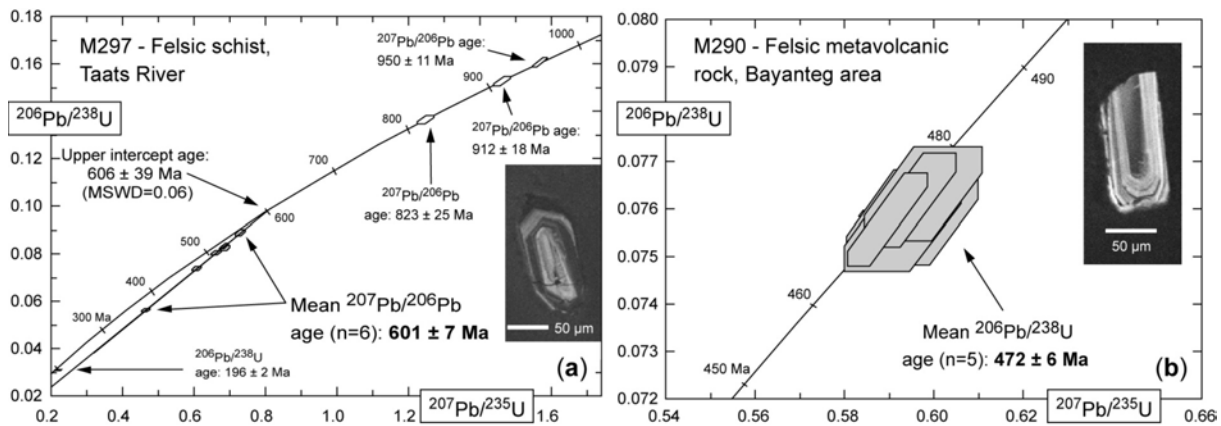 0.18
0.16
0.14
0.12
0.10
0.08
0.06
0.04
0.02
M297 - Felsic schist,
Taats River
206Pb/238U
207Pb/206Pb age:
950 ± 11 Ma
1000
900
800
700
600
500
400
300 Ma
207Pb/206Pb age:
912 ± 18 Ma
207Pb/206Pb
age: 823 ± 25 Ma
Upper intercept age:
606 ± 39 Ma
(MSWD=0.06)
Mean 207Pb/206Pb
age (n=6): 601 ± 7 Ma
206Pb/238U
age: 196 ± 2 Ma
50 µm
(a)
207Pb/235U
0.2
0.4
0.6
0.8
1.0
1.6
0.080
0.079
0.078
0.077
0.076
0.075
0.074
0.073
0.072
M290 - Felsic metavolcanic
rock, Bayanteg area
206Pb/238U
490
480
460
450 Ma
50 µm
Mean 206Pb/238U
age (n=5): 472 ± 6 Ma
(b)
207Pb/235U
0.54
0.56
0.58
0.60
0.62
0.66